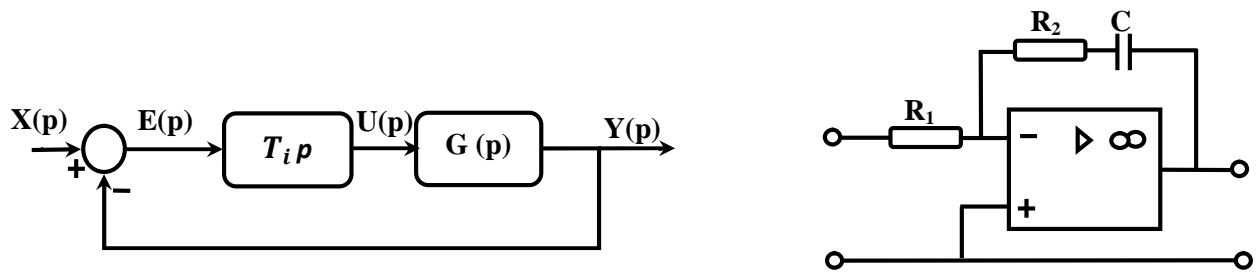 X(p)
E(p)
T_i p
U(p)
G (p)
Y(p)
+
−
R₁
R₂
C
−
+
▷ ∞